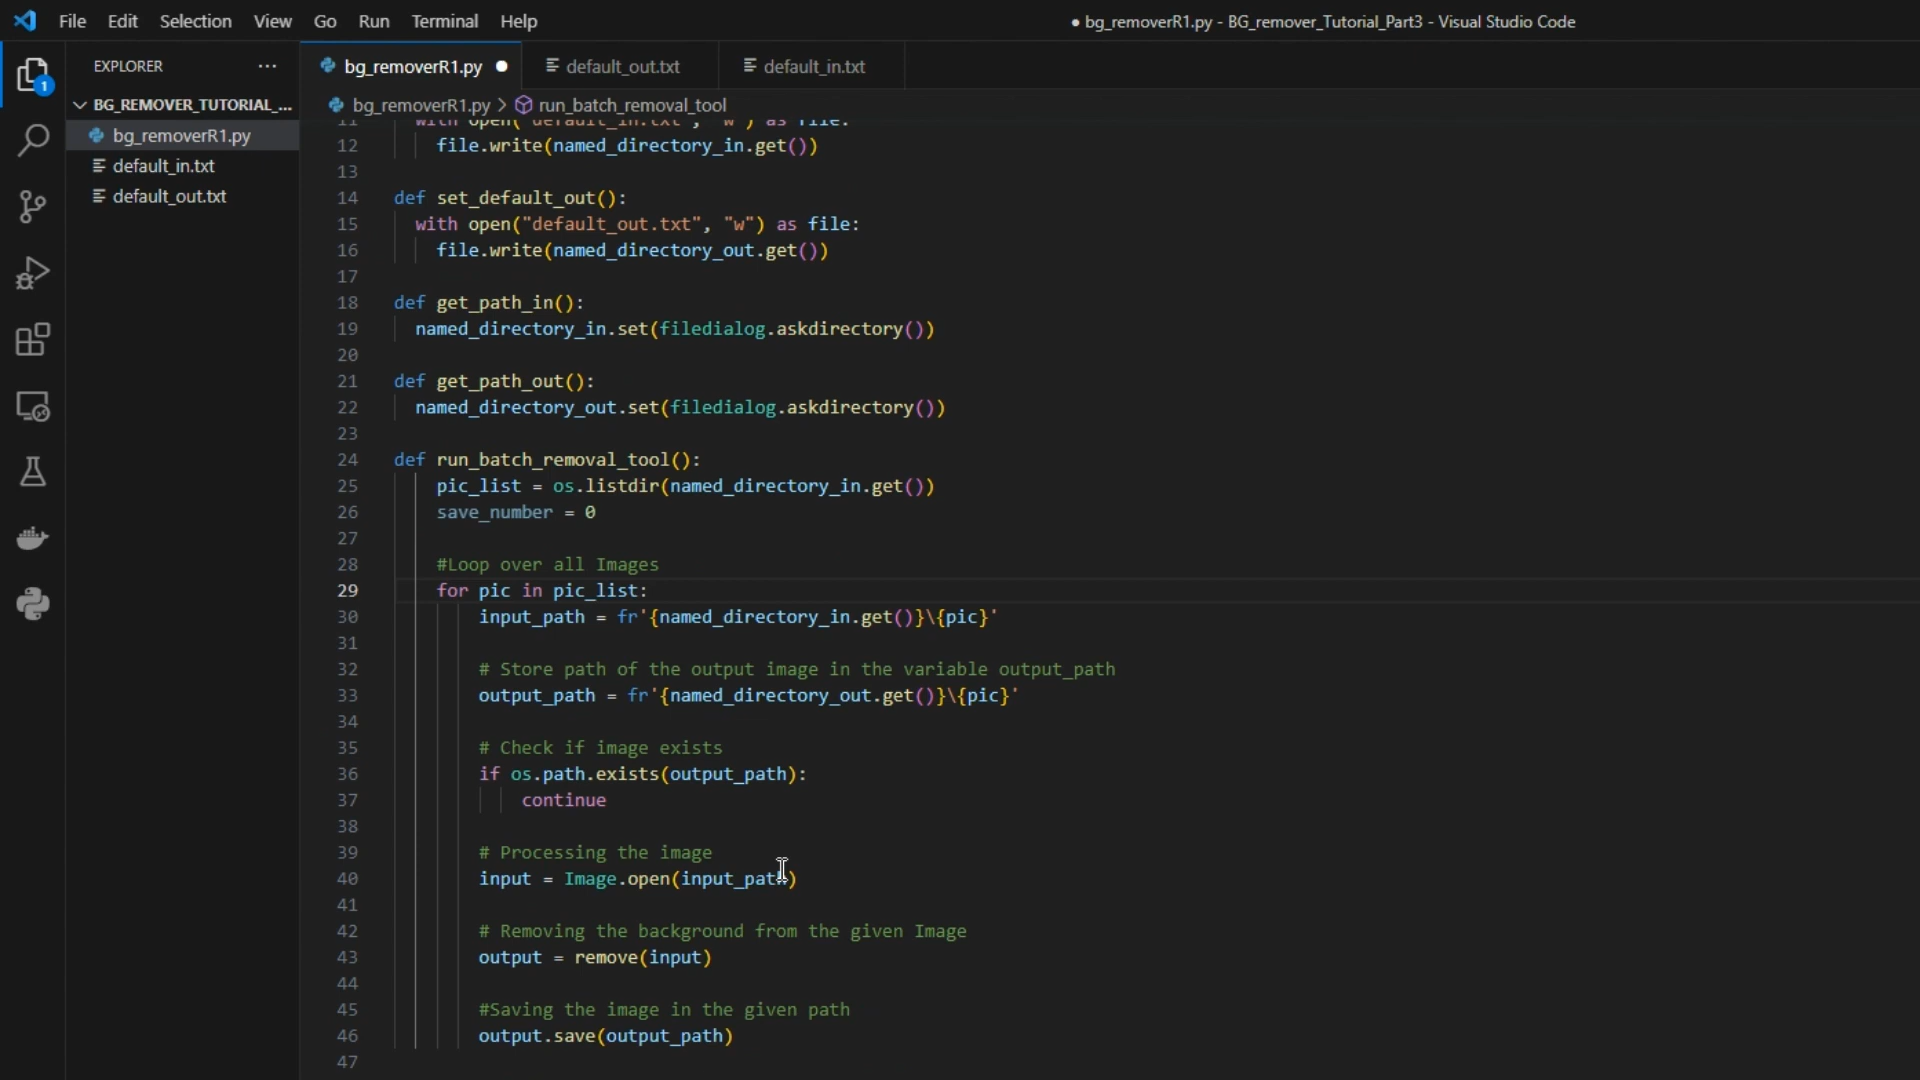 File Edit Selection View Go Run Terminal Help
● bg_removerR1.py - BG_remover_Tutorial_Part3 - Visual Studio Code
EXPLORER ···
bg_removerR1.py ●
default_out.txt
default_in.txt
1
BG_REMOVER_TUTORIAL_...
bg_removerR1.py
default_in.txt
default_out.txt
bg_removerR1.py > run_batch_removal_tool
11 with open("default_in.txt", "w") as file:
12 file.write(named_directory_in.get())
13
14 def set_default_out():
15 with open("default_out.txt", "w") as file:
16 file.write(named_directory_out.get())
17
18 def get_path_in():
19 named_directory_in.set(filedialog.askdirectory())
20
21 def get_path_out():
22 named_directory_out.set(filedialog.askdirectory())
23
24 def run_batch_removal_tool():
25 pic_list = os.listdir(named_directory_in.get())
26 save_number = 0
27
28 #Loop over all Images
29 for pic in pic_list:
30 input_path = fr'{named_directory_in.get()}\{pic}'
31
32 # Store path of the output image in the variable output_path
33 output_path = fr'{named_directory_out.get()}\{pic}'
34
35 # Check if image exists
36 if os.path.exists(output_path):
37 continue
38
39 # Processing the image
40 input = Image.open(input_path)
41
42 # Removing the background from the given Image
43 output = remove(input)
44
45 #Saving the image in the given path
46 output.save(output_path)
47